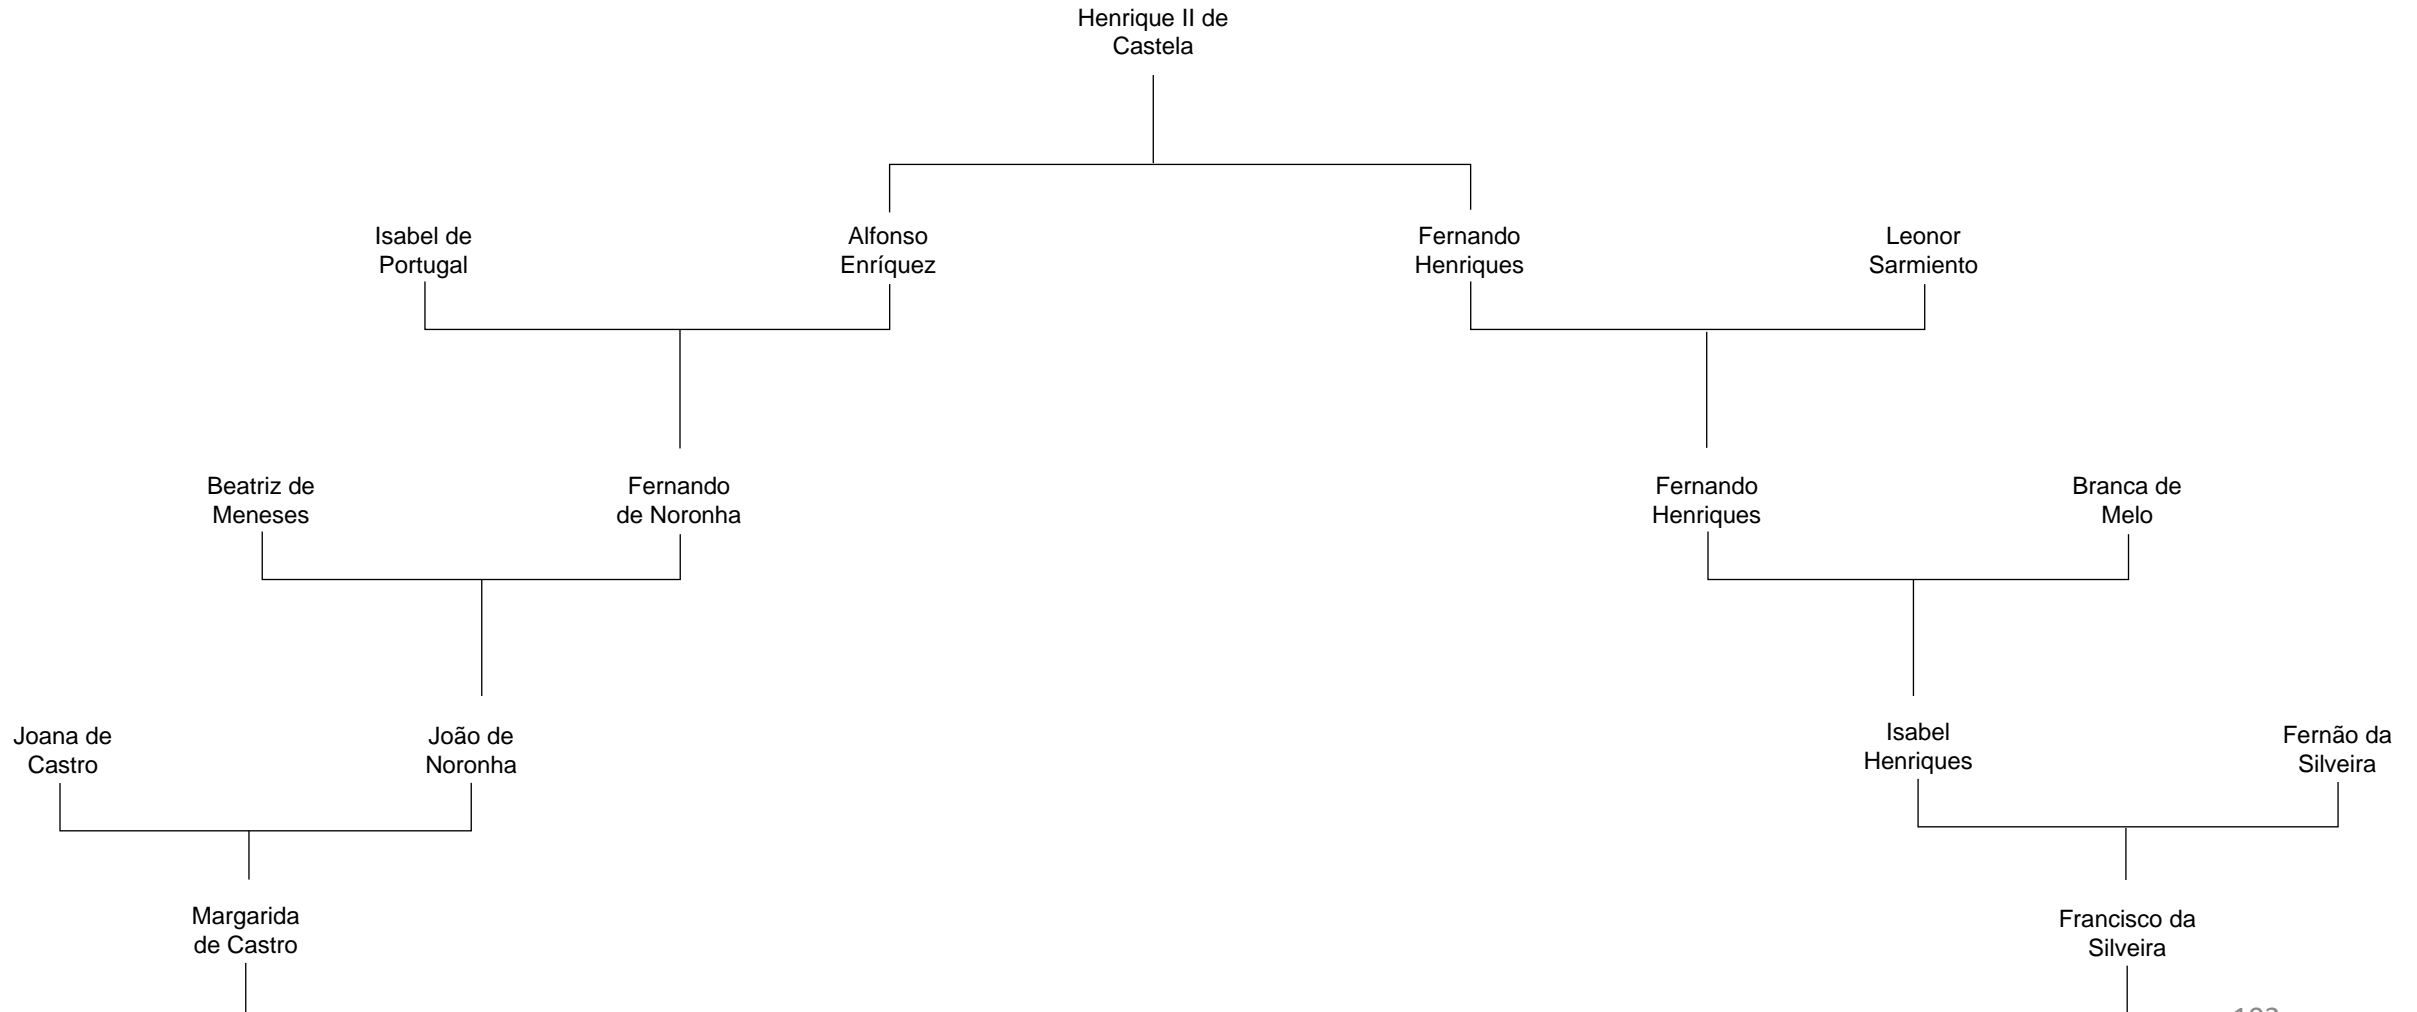 Henrique II de
Castela
Isabel de
Portugal
Alfonso
Enríquez
Fernando
Henriques
Leonor
Sarmiento
Beatriz de
Meneses
Fernando
de Noronha
Fernando
Henriques
Branca de
Melo
Joana de
Castro
João de
Noronha
Isabel
Henriques
Fernão da
Silveira
Margarida
de Castro
Francisco da
Silveira